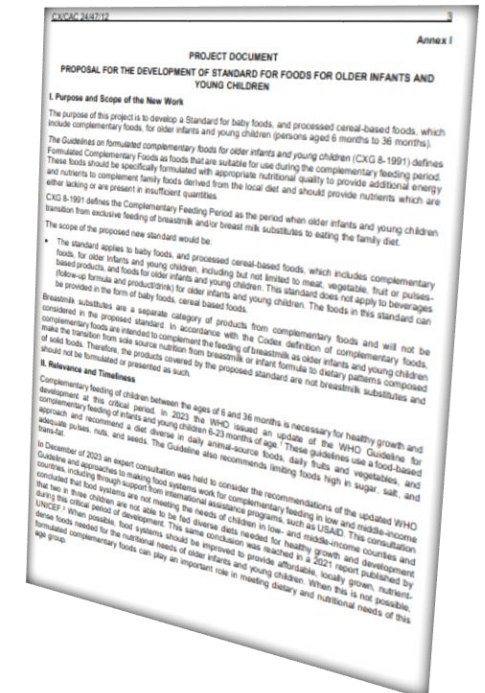 CX/CAC 24/47/12 3
Annex I
PROJECT DOCUMENT
PROPOSAL FOR THE DEVELOPMENT OF STANDARD FOR FOODS FOR OLDER INFANTS AND
YOUNG CHILDREN
I. Purpose and Scope of the New Work
The purpose of this project is to develop a Standard for baby foods, and processed cereal-based foods, which
include complementary foods, for older infants and young children (persons aged 6 months to 36 months).
The Guidelines on formulated complementary foods for older infants and young children (CXG 8-1991) defines
Formulated Complementary Foods as foods that are suitable for use during the complementary feeding period.
These foods should be specifically formulated with appropriate nutritional quality to provide additional energy
and nutrients to complement family foods derived from the local diet and should provide nutrients which are
either lacking or are present in insufficient quantities.
CXG 8-1991 defines the Complementary Feeding Period as the period when older infants and young children
transition from exclusive feeding of breastmilk and/or breast milk substitutes to eating the family diet.
The scope of the proposed new standard would be:
• The standard applies to baby foods, and processed cereal-based foods, which includes complementary
foods, for older infants and young children, including but not limited to meat, vegetable, fruit or pulses-
based products, and foods for older infants and young children. This standard does not apply to beverages
(follow-up formula and product/drink) for older infants and young children. The foods in this standard can
be provided in the form of baby foods, cereal based foods.
Breastmilk substitutes are a separate category of products from complementary foods and will not be
considered in the proposed standard. In accordance with the Codex definition of complementary foods,
complementary foods are intended to complement the feeding of breastmilk as older infants and young children
make the transition from sole source nutrition from breastmilk or infant formula to dietary patterns composed
of solid foods. Therefore, the products covered by the proposed standard are not breastmilk substitutes and
should not be formulated or presented as such.
II. Relevance and Timeliness
Complementary feeding of children between the ages of 6 and 36 months is necessary for healthy growth and
development at this critical period. In 2023 the WHO issued an update of the WHO Guideline for
complementary feeding of infants and young children 6-23 months of age.¹ These guidelines use a food-based
approach and recommend a diet diverse in daily animal-source foods, daily fruits and vegetables, and
adequate pulses, nuts, and seeds. The Guideline also recommends limiting foods high in sugar, salt, and
trans-fat.
In December of 2023 an expert consultation was held to consider the recommendations of the updated WHO
Guideline and approaches to making food systems work for complementary feeding in low and middle-income
countries, including through support from international assistance programs, such as USAID. This consultation
concluded that food systems are not meeting the needs of children in low- and middle-income counties and
that two in three children are not able to be fed diverse diets needed for healthy growth and development
during this critical period of development. This same conclusion was reached in a 2021 report published by
UNICEF.² When possible, food systems should be improved to provide affordable, locally grown, nutrient-
dense foods needed for the nutritional needs of older infants and young children. When this is not possible,
formulated complementary foods can play an important role in meeting dietary and nutritional needs of this
age group.